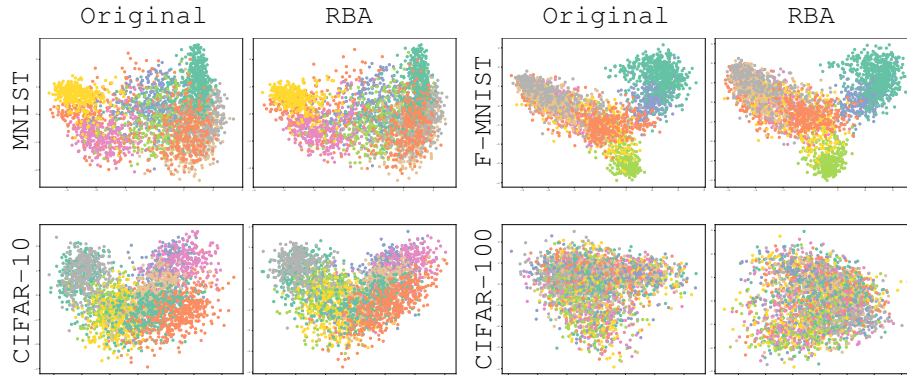 Original RBA Original RBA
MNIST
F-MNIST
CIFAR-10
CIFAR-100